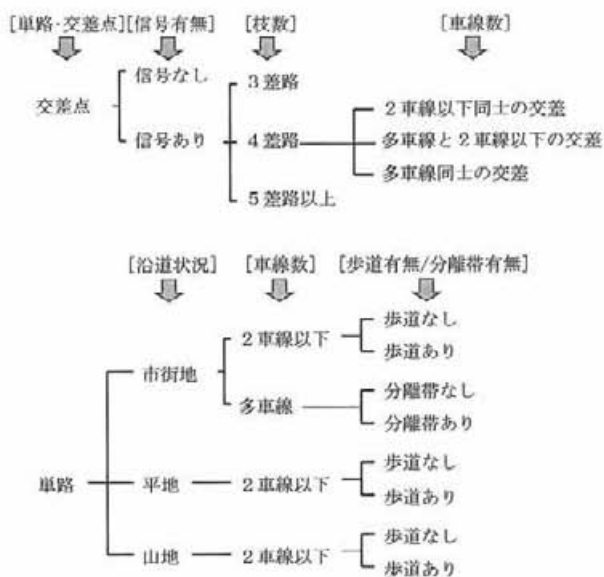 [単路·交差点][信号有無] [枝数] [車線数]
信号なし
3差路
交差点
2車線以下同士の交差
信号あり
4差路
多車線と2車線以下の交差
多車線同士の交差
5差路以上
[沿道状況] [車線数] [歩道有無/分離帯有無]
歩道なし
2車線以下
歩道あり
市街地
分離帯なし
多車線
分離帯あり
歩道なし
単路
平地
2車線以下
歩道あり
歩道なし
山地
2車線以下
歩道あり